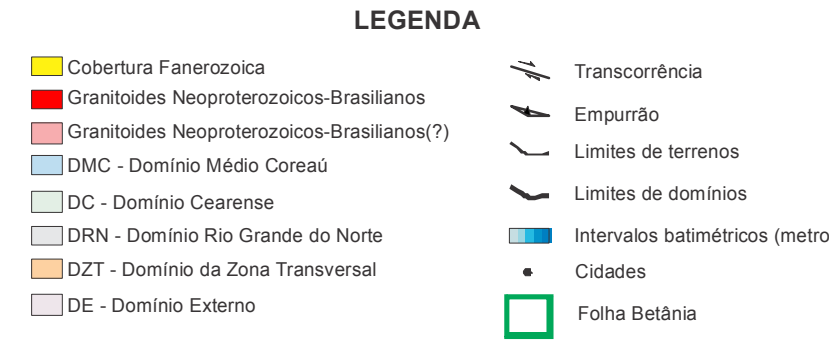 LEGENDA
Cobertura Fanerozoica
Granitoides Neoproterozoicos-Brasilianos
Granitoides Neoproterozoicos-Brasilianos(?)
DMC - Domínio Médio Coreaú
DC - Domínio Cearense
DRN - Domínio Rio Grande do Norte
DZT - Domínio da Zona Transversal
DE - Domínio Externo
Transcorrência
Empurrão
Limites de terrenos
Limites de domínios
Intervalos batimétricos (metro
Cidades
Folha Betânia